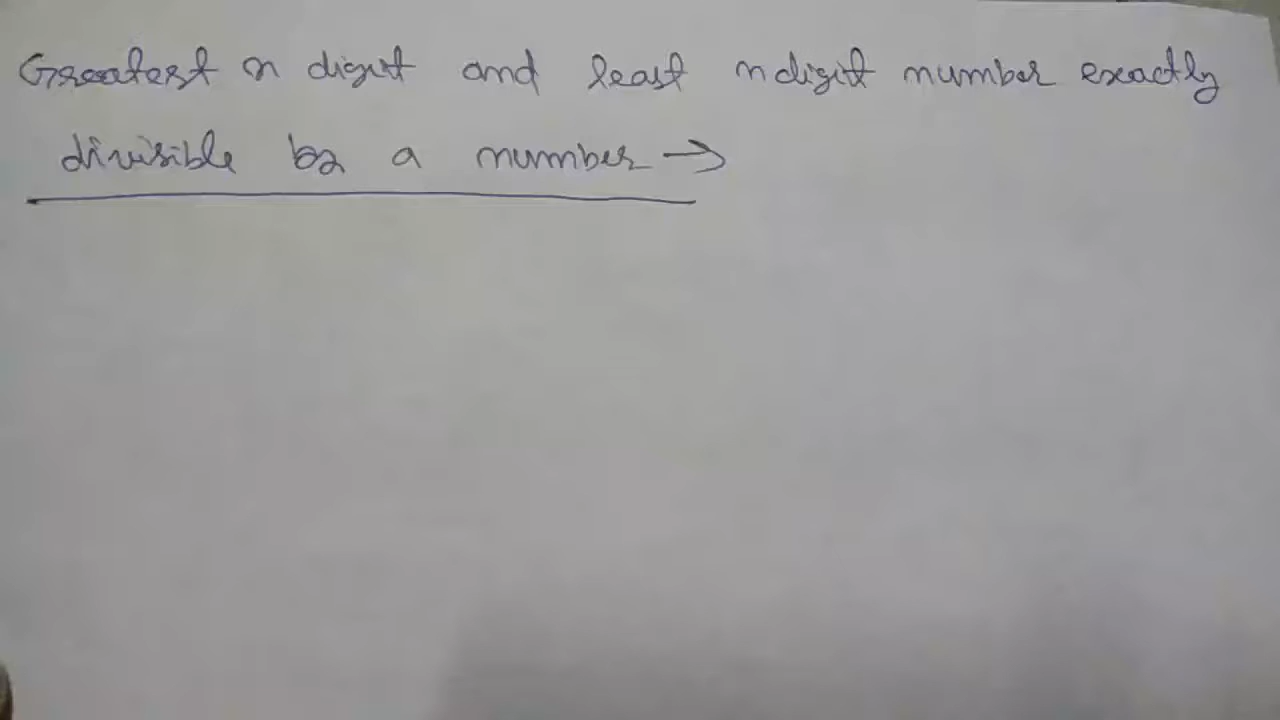 Greatest n digit and least n digit number exactly
divisible by a number →